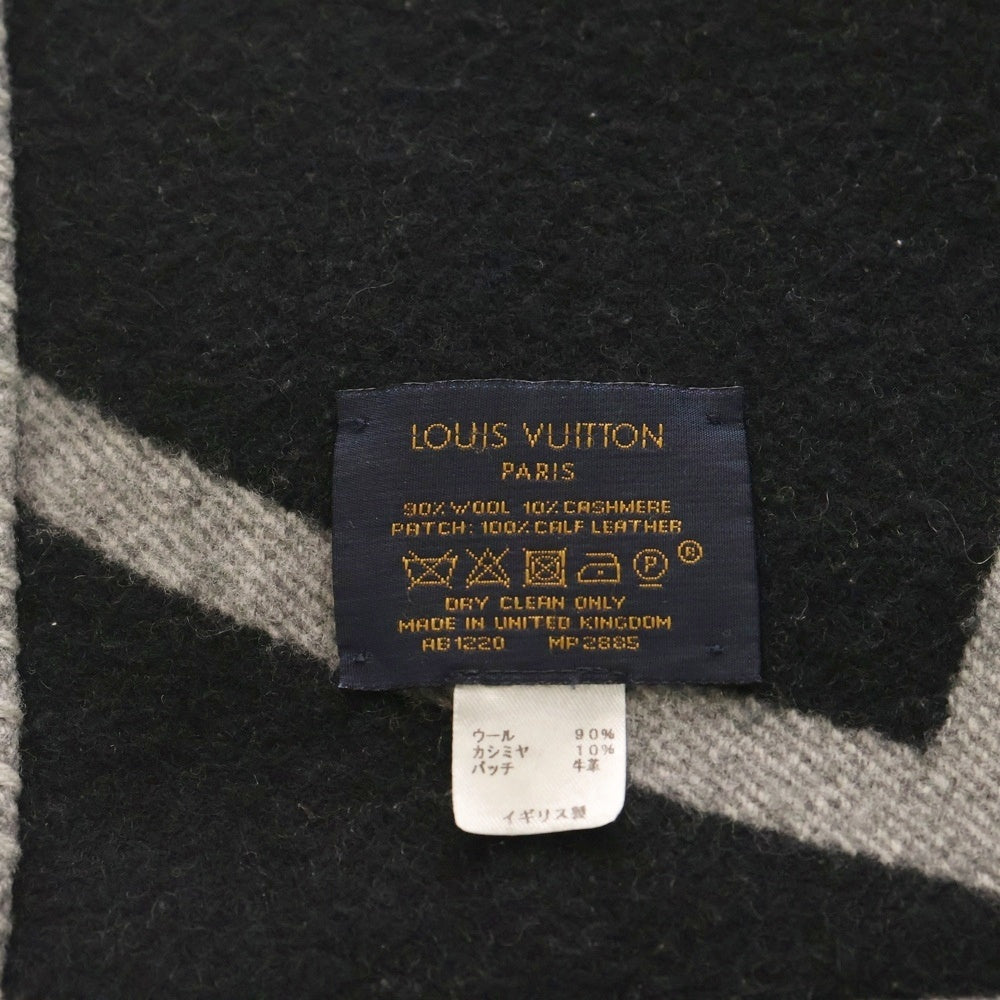 LOUIS VUITTON
PARIS
90% WOOL 10% CASHMERE
PATCH: 100% CALF LEATHER
P ®
DRY CLEAN ONLY
MADE IN UNITED KINGDOM
AB1220 MP2885
ウール 90%
カシミヤ 10%
パッチ 牛革
イギリス製